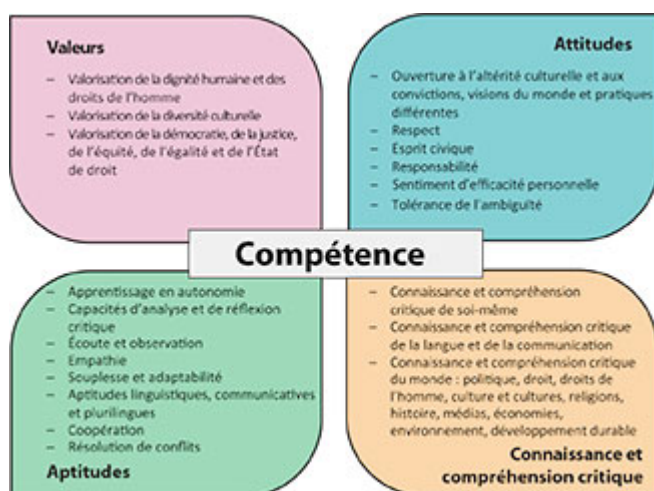 Valeurs
– Valorisation de la dignité humaine et des
droits de l'homme
– Valorisation de la diversité culturelle
– Valorisation de la démocratie, de la justice,
de l'équité, de l'égalité et de l'État
de droit
Attitudes
– Ouverture à l'altérité culturelle et aux
convictions, visions du monde et pratiques
différentes
– Respect
– Esprit civique
– Responsabilité
– Sentiment d'efficacité personnelle
– Tolérance de l'ambiguïté
Compétence
– Apprentissage en autonomie
– Capacités d'analyse et de réflexion
critique
– Écoute et observation
– Empathie
– Souplesse et adaptabilité
– Aptitudes linguistiques, communicatives
et plurilingues
– Coopération
– Résolution de conflits
Aptitudes
– Connaissance et compréhension
critique de soi-même
– Connaissance et compréhension critique
de la langue et de la communication
– Connaissance et compréhension critique
du monde : politique, droit, droits de
l'homme, culture et cultures, religions,
histoire, médias, économies,
environnement, développement durable
Connaissance et
compréhension critique